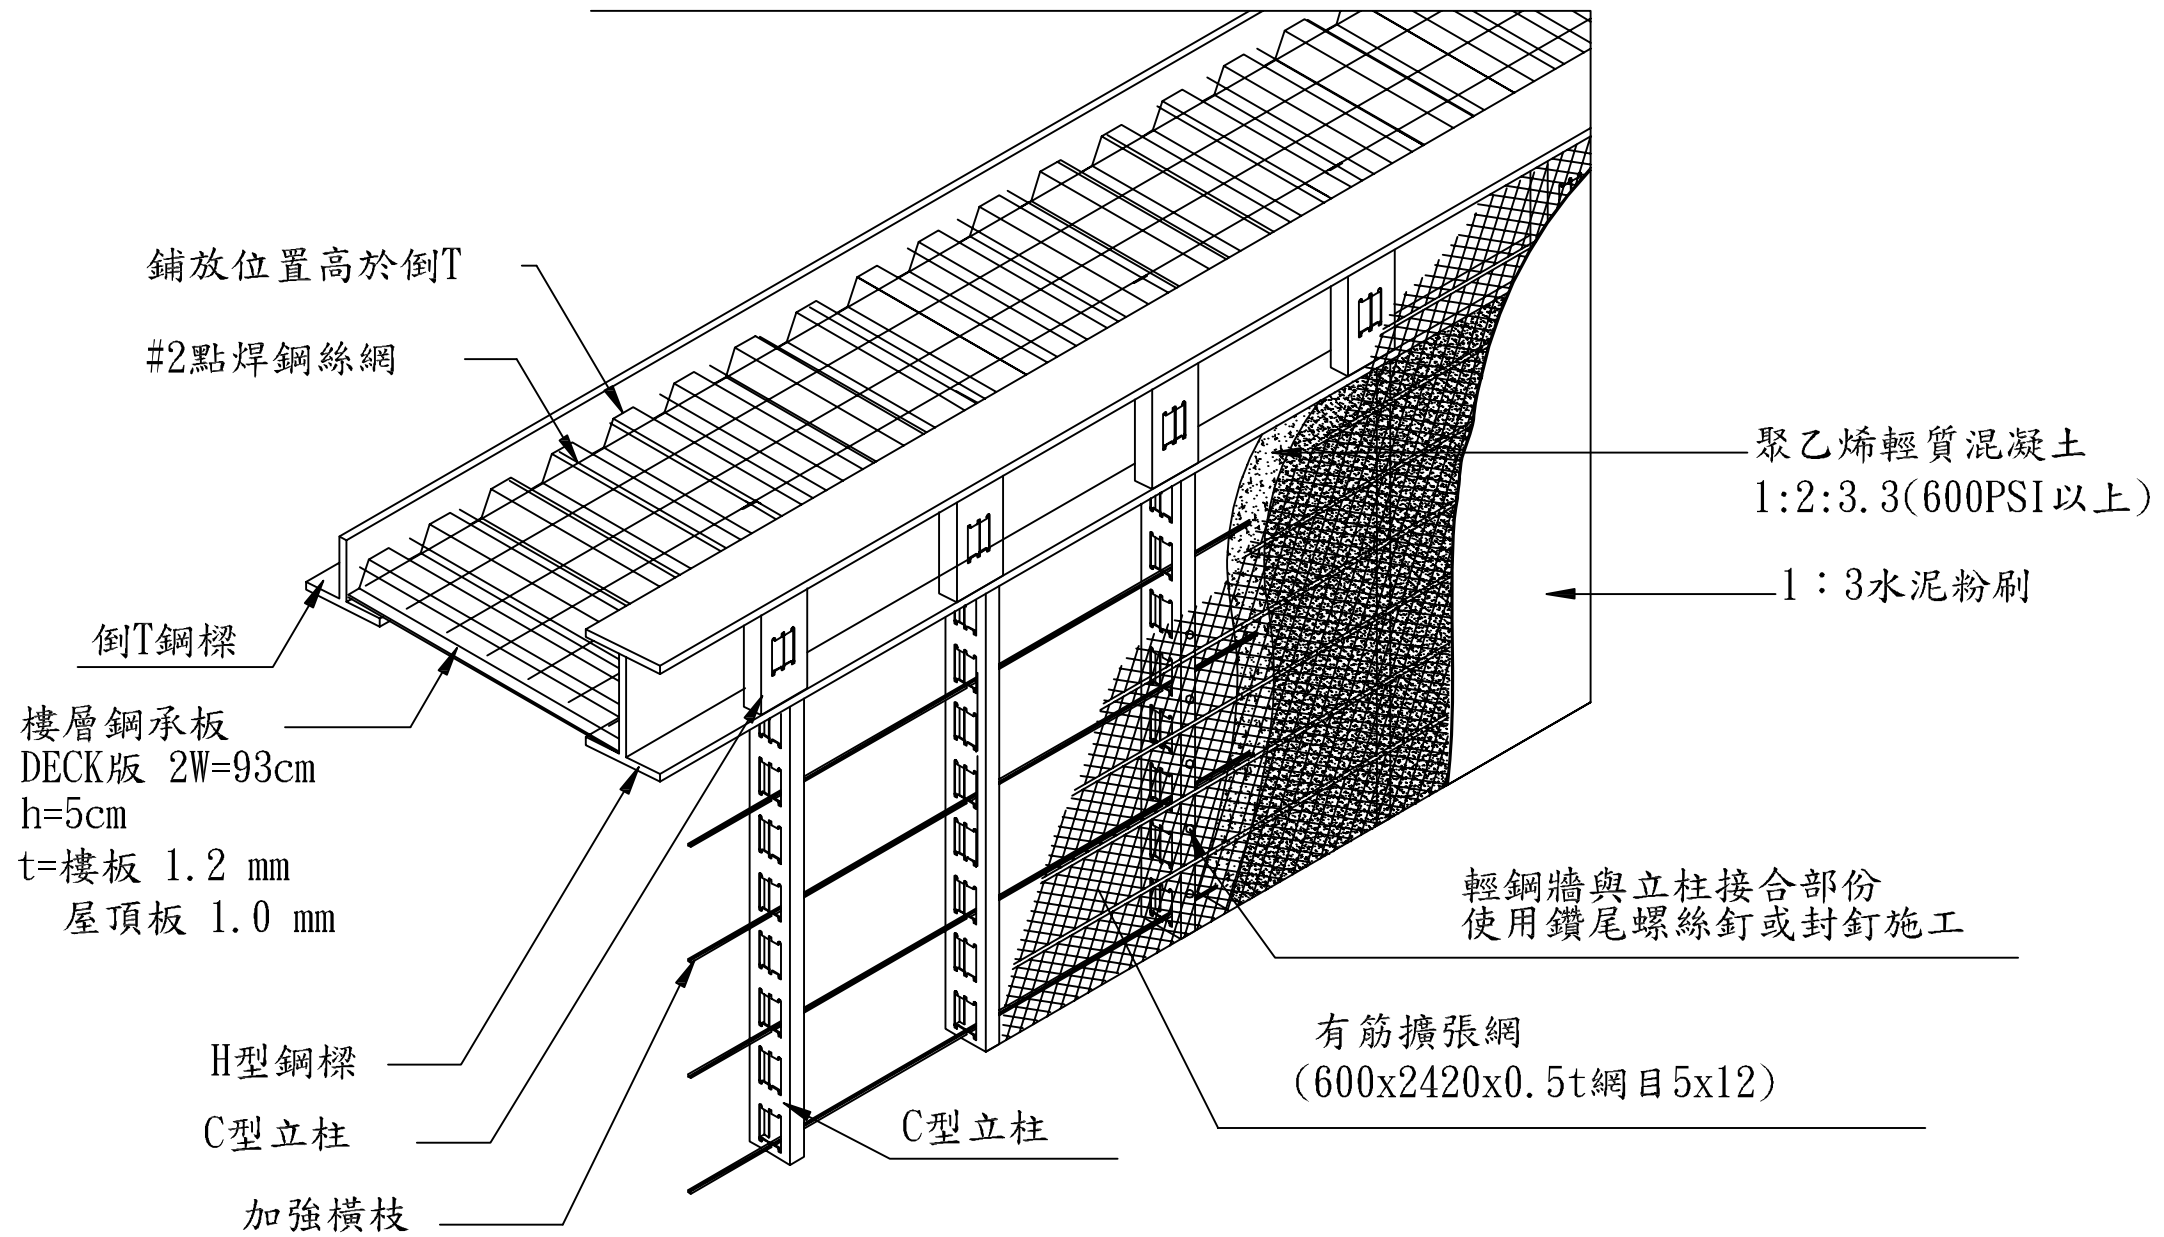 鋪放位置高於倒T
#2點焊鋼絲網
倒T鋼樑
樓層鋼承板
DECK版 2W=93cm
h=5cm
t=樓板 1.2 mm
屋頂板 1.0 mm
H型鋼樑
C型立柱
加強橫枝
C型立柱
聚乙烯輕質混凝土
1:2:3.3(600PSI以上)
1：3水泥粉刷
輕鋼牆與立柱接合部份
使用鑽尾螺絲釘或封釘施工
有筋擴張網
(600x2420x0.5t網目5x12)